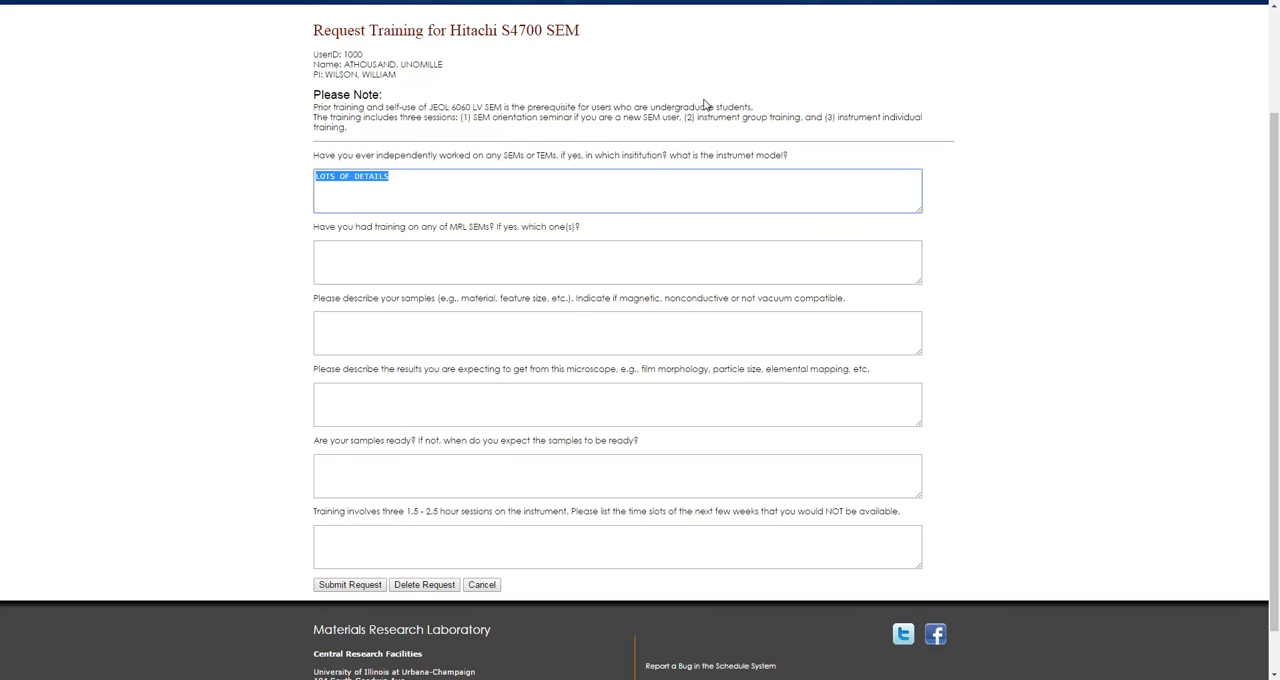 Request Training for Hitachi S4700 SEM
UserID: 1000
Name: ATHOUSAND, UNOMILLE
PI: WILSON, WILLIAM
Please Note:
Prior training and self-use of JEOL 6060 LV SEM is the prerequisite for users who are undergraduate students.
The training includes three sessions: (1) SEM orientation seminar if you are a new SEM user, (2) instrument group training, and (3) instrument individual
training.
Have you ever independently worked on any SEMs or TEMs, if yes, in which insititution? what is the instrumet model?
LOTS OF DETAILS
Have you had training on any of MRL SEMs? If yes, which one(s)?
Please describe your samples (e.g., material, feature size, etc.). Indicate if magnetic, nonconductive or not vacuum compatible.
Please describe the results you are expecting to get from this microscope, e.g., film morphology, particle size, elemental mapping, etc.
Are your samples ready? If not, when do you expect the samples to be ready?
Training involves three 1.5 - 2.5 hour sessions on the instrument. Please list the time slots of the next few weeks that you would NOT be available.
Submit Request Delete Request Cancel
Materials Research Laboratory
Central Research Facilities
Report a Bug in the Schedule System
University of Illinois at Urbana-Champaign